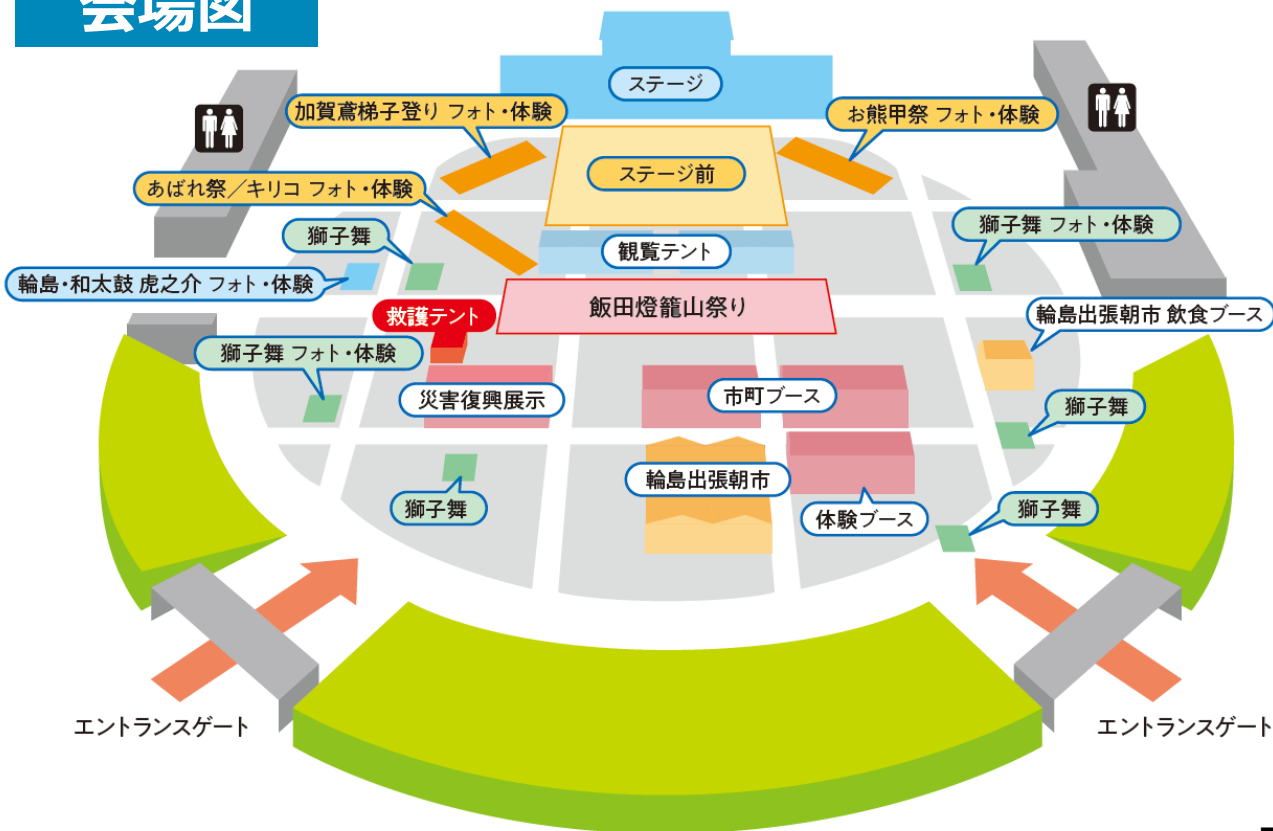 会場図
ステージ
加賀鳶梯子登り フォト・体験
お熊甲祭 フォト・体験
ステージ前
あばれ祭／キリコ フォト・体験
獅子舞
獅子舞 フォト・体験
観覧テント
輪島・和太鼓 虎之介 フォト・体験
飯田燈籠山祭り
救護テント
輪島出張朝市 飲食ブース
獅子舞 フォト・体験
災害復興展示
市町ブース
獅子舞
輪島出張朝市
獅子舞
体験ブース
獅子舞
エントランスゲート
エントランスゲート